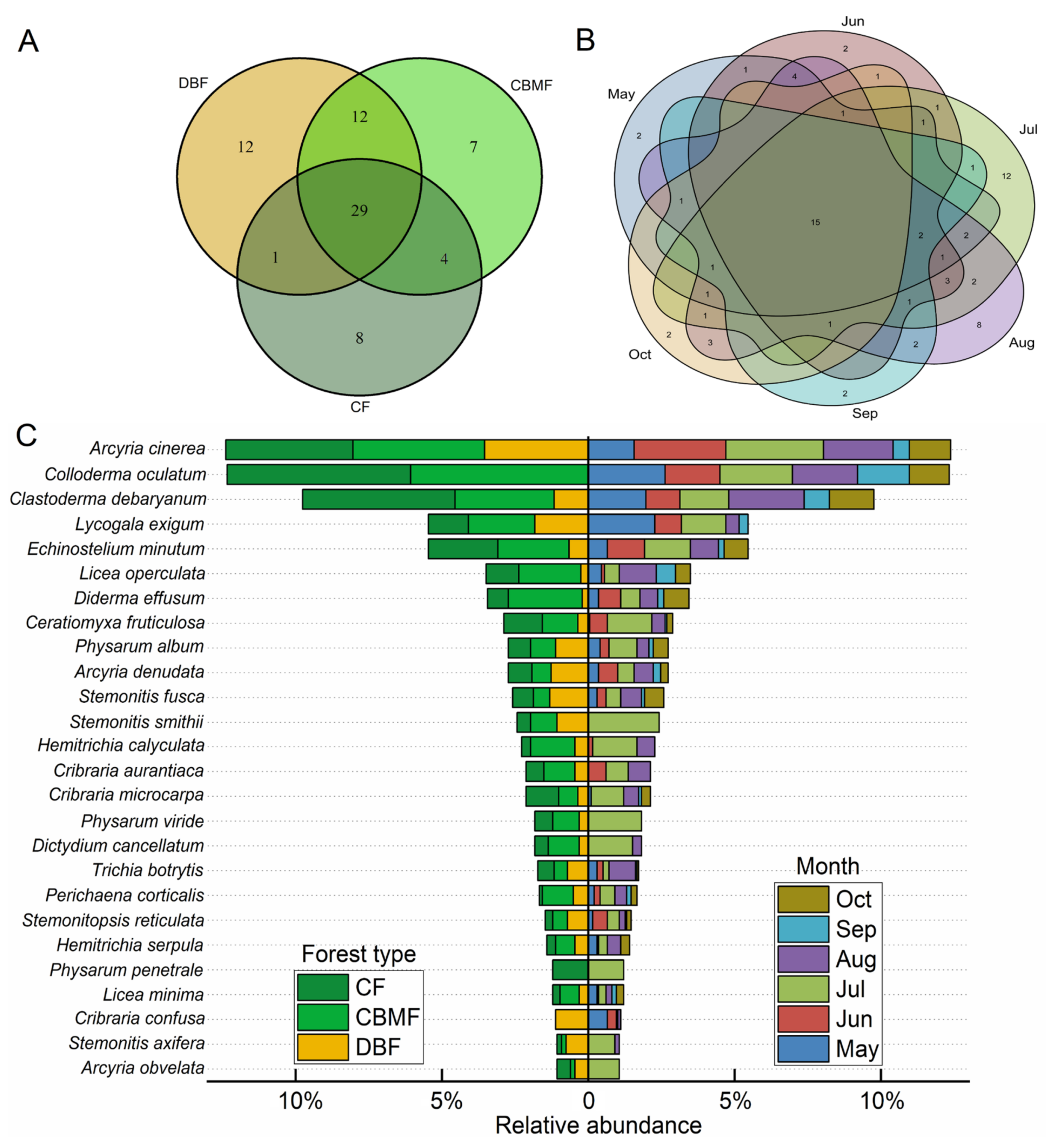 A
DBF
CBMF
12
12
7
29
1
4
8
CF
B
Jun
May
Jul
Oct
Aug
Sep
2
1
4
1
1
1
1
2
1
12
1
15
2
2
1
1
3
2
1
1
1
1
8
2
3
2
2
C
Arcyria cinerea
Colloderma oculatum
Clastoderma debaryanum
Lycogala exigum
Echinostelium minutum
Licea operculata
Diderma effusum
Ceratiomyxa fruticulosa
Physarum album
Arcyria denudata
Stemonitis fusca
Stemonitis smithii
Hemitrichia calyculata
Cribraria aurantiaca
Cribraria microcarpa
Physarum viride
Dictydium cancellatum
Trichia botrytis
Perichaena corticalis
Stemonitopsis reticulata
Hemitrichia serpula
Physarum penetrale
Licea minima
Cribraria confusa
Stemonitis axifera
Arcyria obvelata
Forest type
CF
CBMF
DBF
Month
Oct
Sep
Aug
Jul
Jun
May
10%
5%
0
5%
10%
Relative abundance